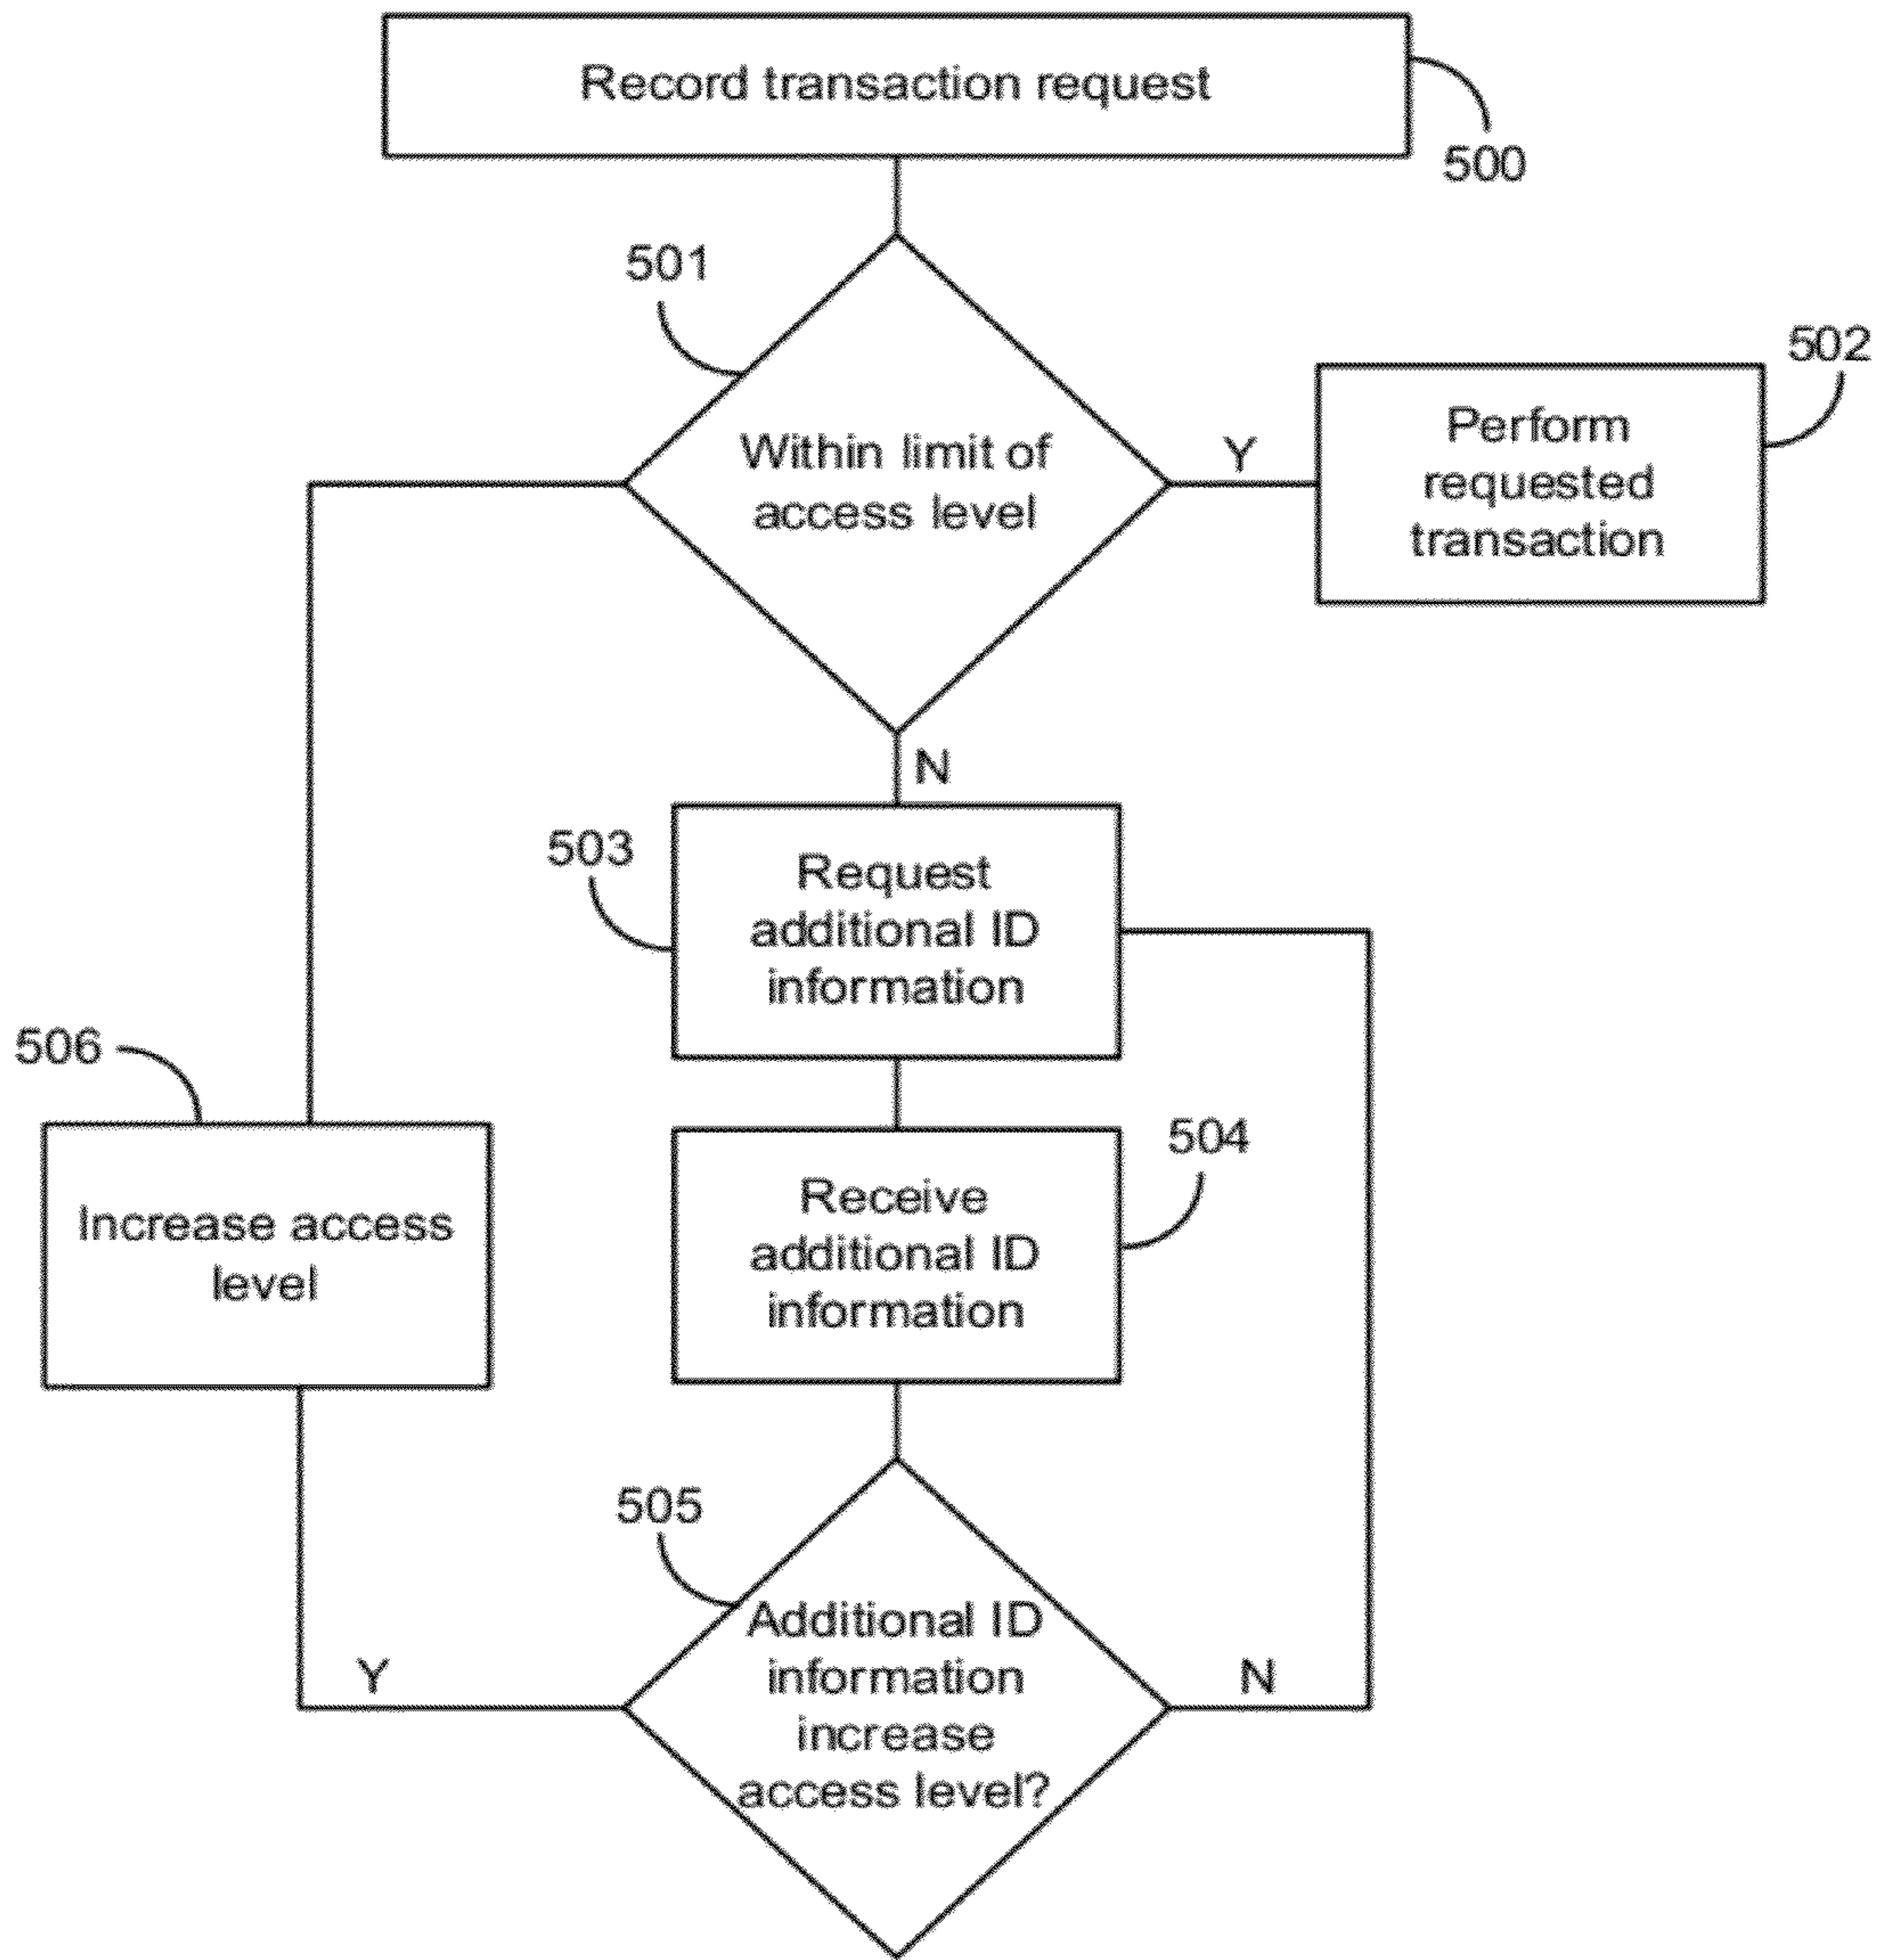 Record transaction request
500
501
Within limit of
access level
Y
502
Perform
requested
transaction
N
503
Request
additional ID
information
506
Increase access
level
504
Receive
additional ID
information
505
Additional ID
information
increase
access level?
Y
N